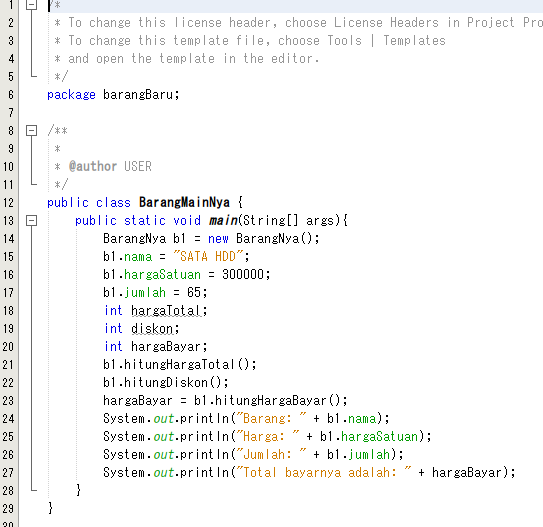 1 /*
2 * To change this license header, choose License Headers in Project Pro
3 * To change this template file, choose Tools | Templates
4 * and open the template in the editor.
5 */
6 package barangBaru;
7
8 /**
9 *
10 * @author USER
11 */
12 public class BarangMainNya {
13 public static void main(String[] args){
14 BarangNya b1 = new BarangNya();
15 b1.nama = "SATA HDD";
16 b1.hargaSatuan = 300000;
17 b1.jumlah = 65;
18 int hargaTotal;
19 int diskon;
20 int hargaBayar;
21 b1.hitungHargaTotal();
22 b1.hitungDiskon();
23 hargaBayar = b1.hitungHargaBayar();
24 System.out.println("Barang: " + b1.nama);
25 System.out.println("Harga: " + b1.hargaSatuan);
26 System.out.println("Jumlah: " + b1.jumlah);
27 System.out.println("Total bayarnya adalah: " + hargaBayar);
28 }
29 }
30